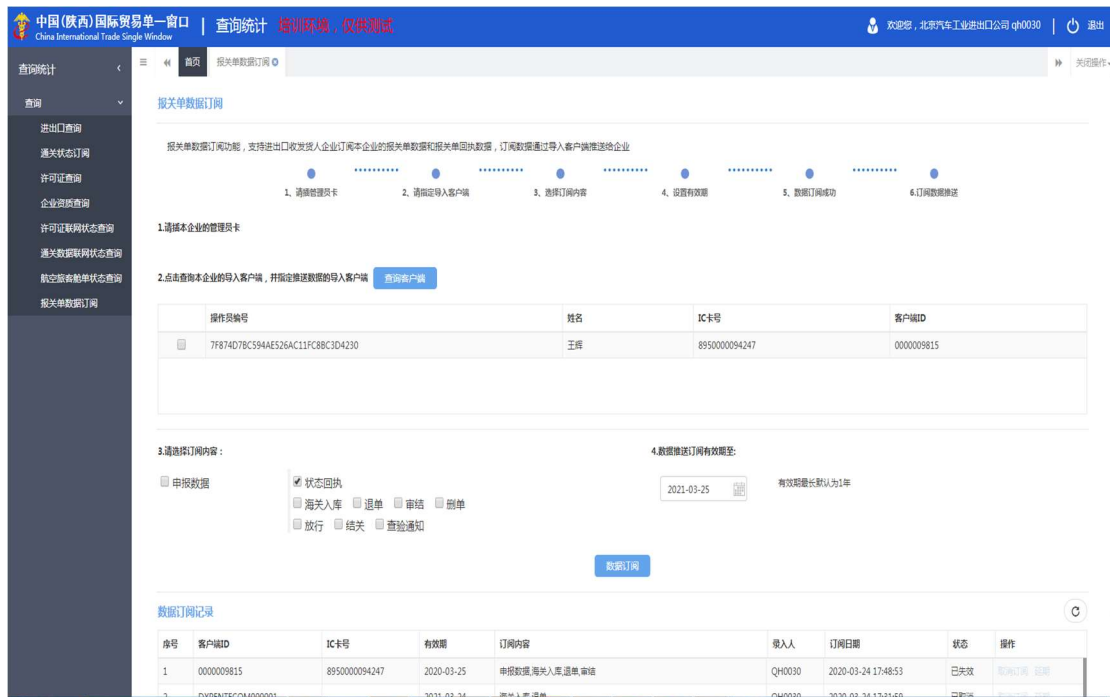 中国(陕西)国际贸易单一窗口 | 查询统计 培训环境,仅供测试 欢迎您,北京汽车工业进出口公司 qh0030 | 退出
China International Trade Single Window
查询统计
首页 报关单数据订阅 关闭操作
查询
进出口查询
通关状态订阅
许可证查询
企业资质查询
许可证联网状态查询
通关数据联网状态查询
航空旅客舱单状态查询
报关单数据订阅
报关单数据订阅
报关单数据订阅功能,支持进出口收发货人企业订阅本企业的报关单数据和报关单回执数据,订阅数据通过导入客户端推送给企业
1、请插管理员卡 2、请指定导入客户端 3、选择订阅内容 4、设置有效期 5、数据订阅成功 6.订阅数据推送
1.请插本企业的管理员卡
2.点击查询本企业的导入客户端,并指定推送数据的导入客户端 查询客户端
操作员编号 姓名 IC卡号 客户端ID
7F874D7BC594AE526AC11FC8BC3D4230 王辉 8950000094247 0000009815
3.请选择订阅内容: 4.数据推送订阅有效期至:
申报数据 状态回执 2021-03-25 有效期最长默认为1年
海关入库 退单 审结 删单
放行 结关 查验通知
数据订阅
数据订阅记录
序号 客户端ID IC卡号 有效期 订阅内容 录入人 订阅日期 状态 操作
1 0000009815 8950000094247 2020-03-25 申报数据,海关入库,退单,审结 QH0030 2020-03-24 17:48:53 已失效 取消订阅 延期